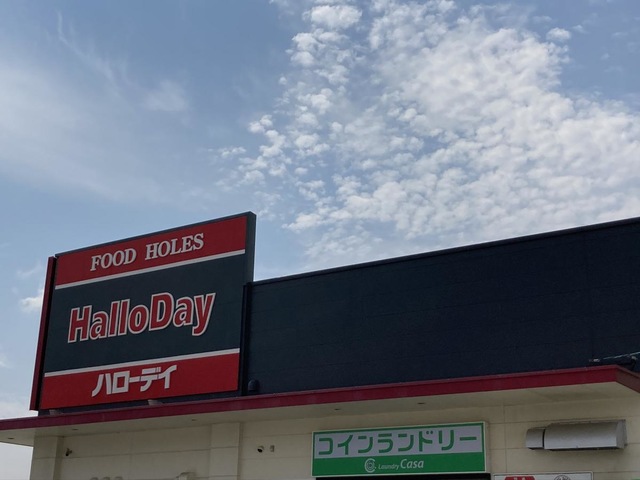 FOOD HOLES
HalloDay
ハローデイ
コインランドリー
Laundry Casa